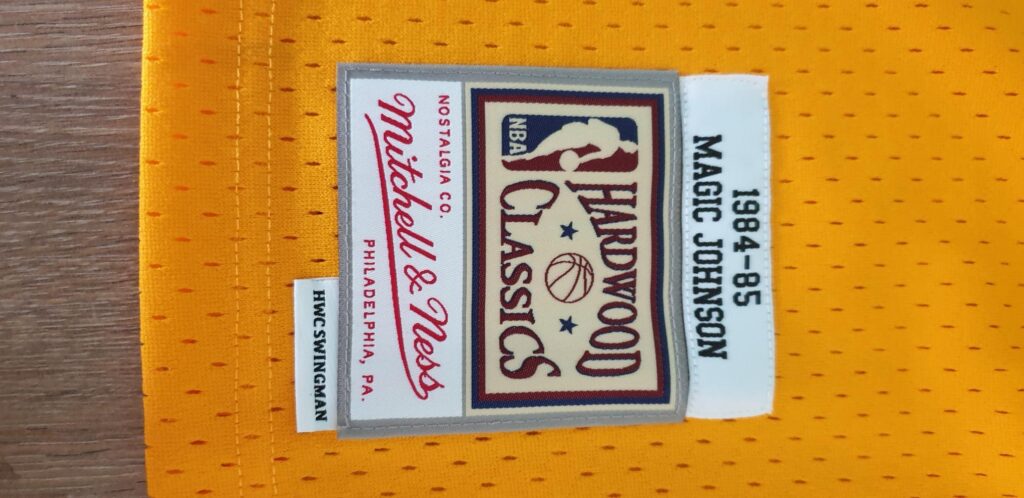 1984-85
MAGIC JOHNSON
HARDWOOD
CLASSICS
NBA
NOSTALGIA CO.
Mitchell & Ness
PHILADELPHIA, PA.
HWC SWINGMAN